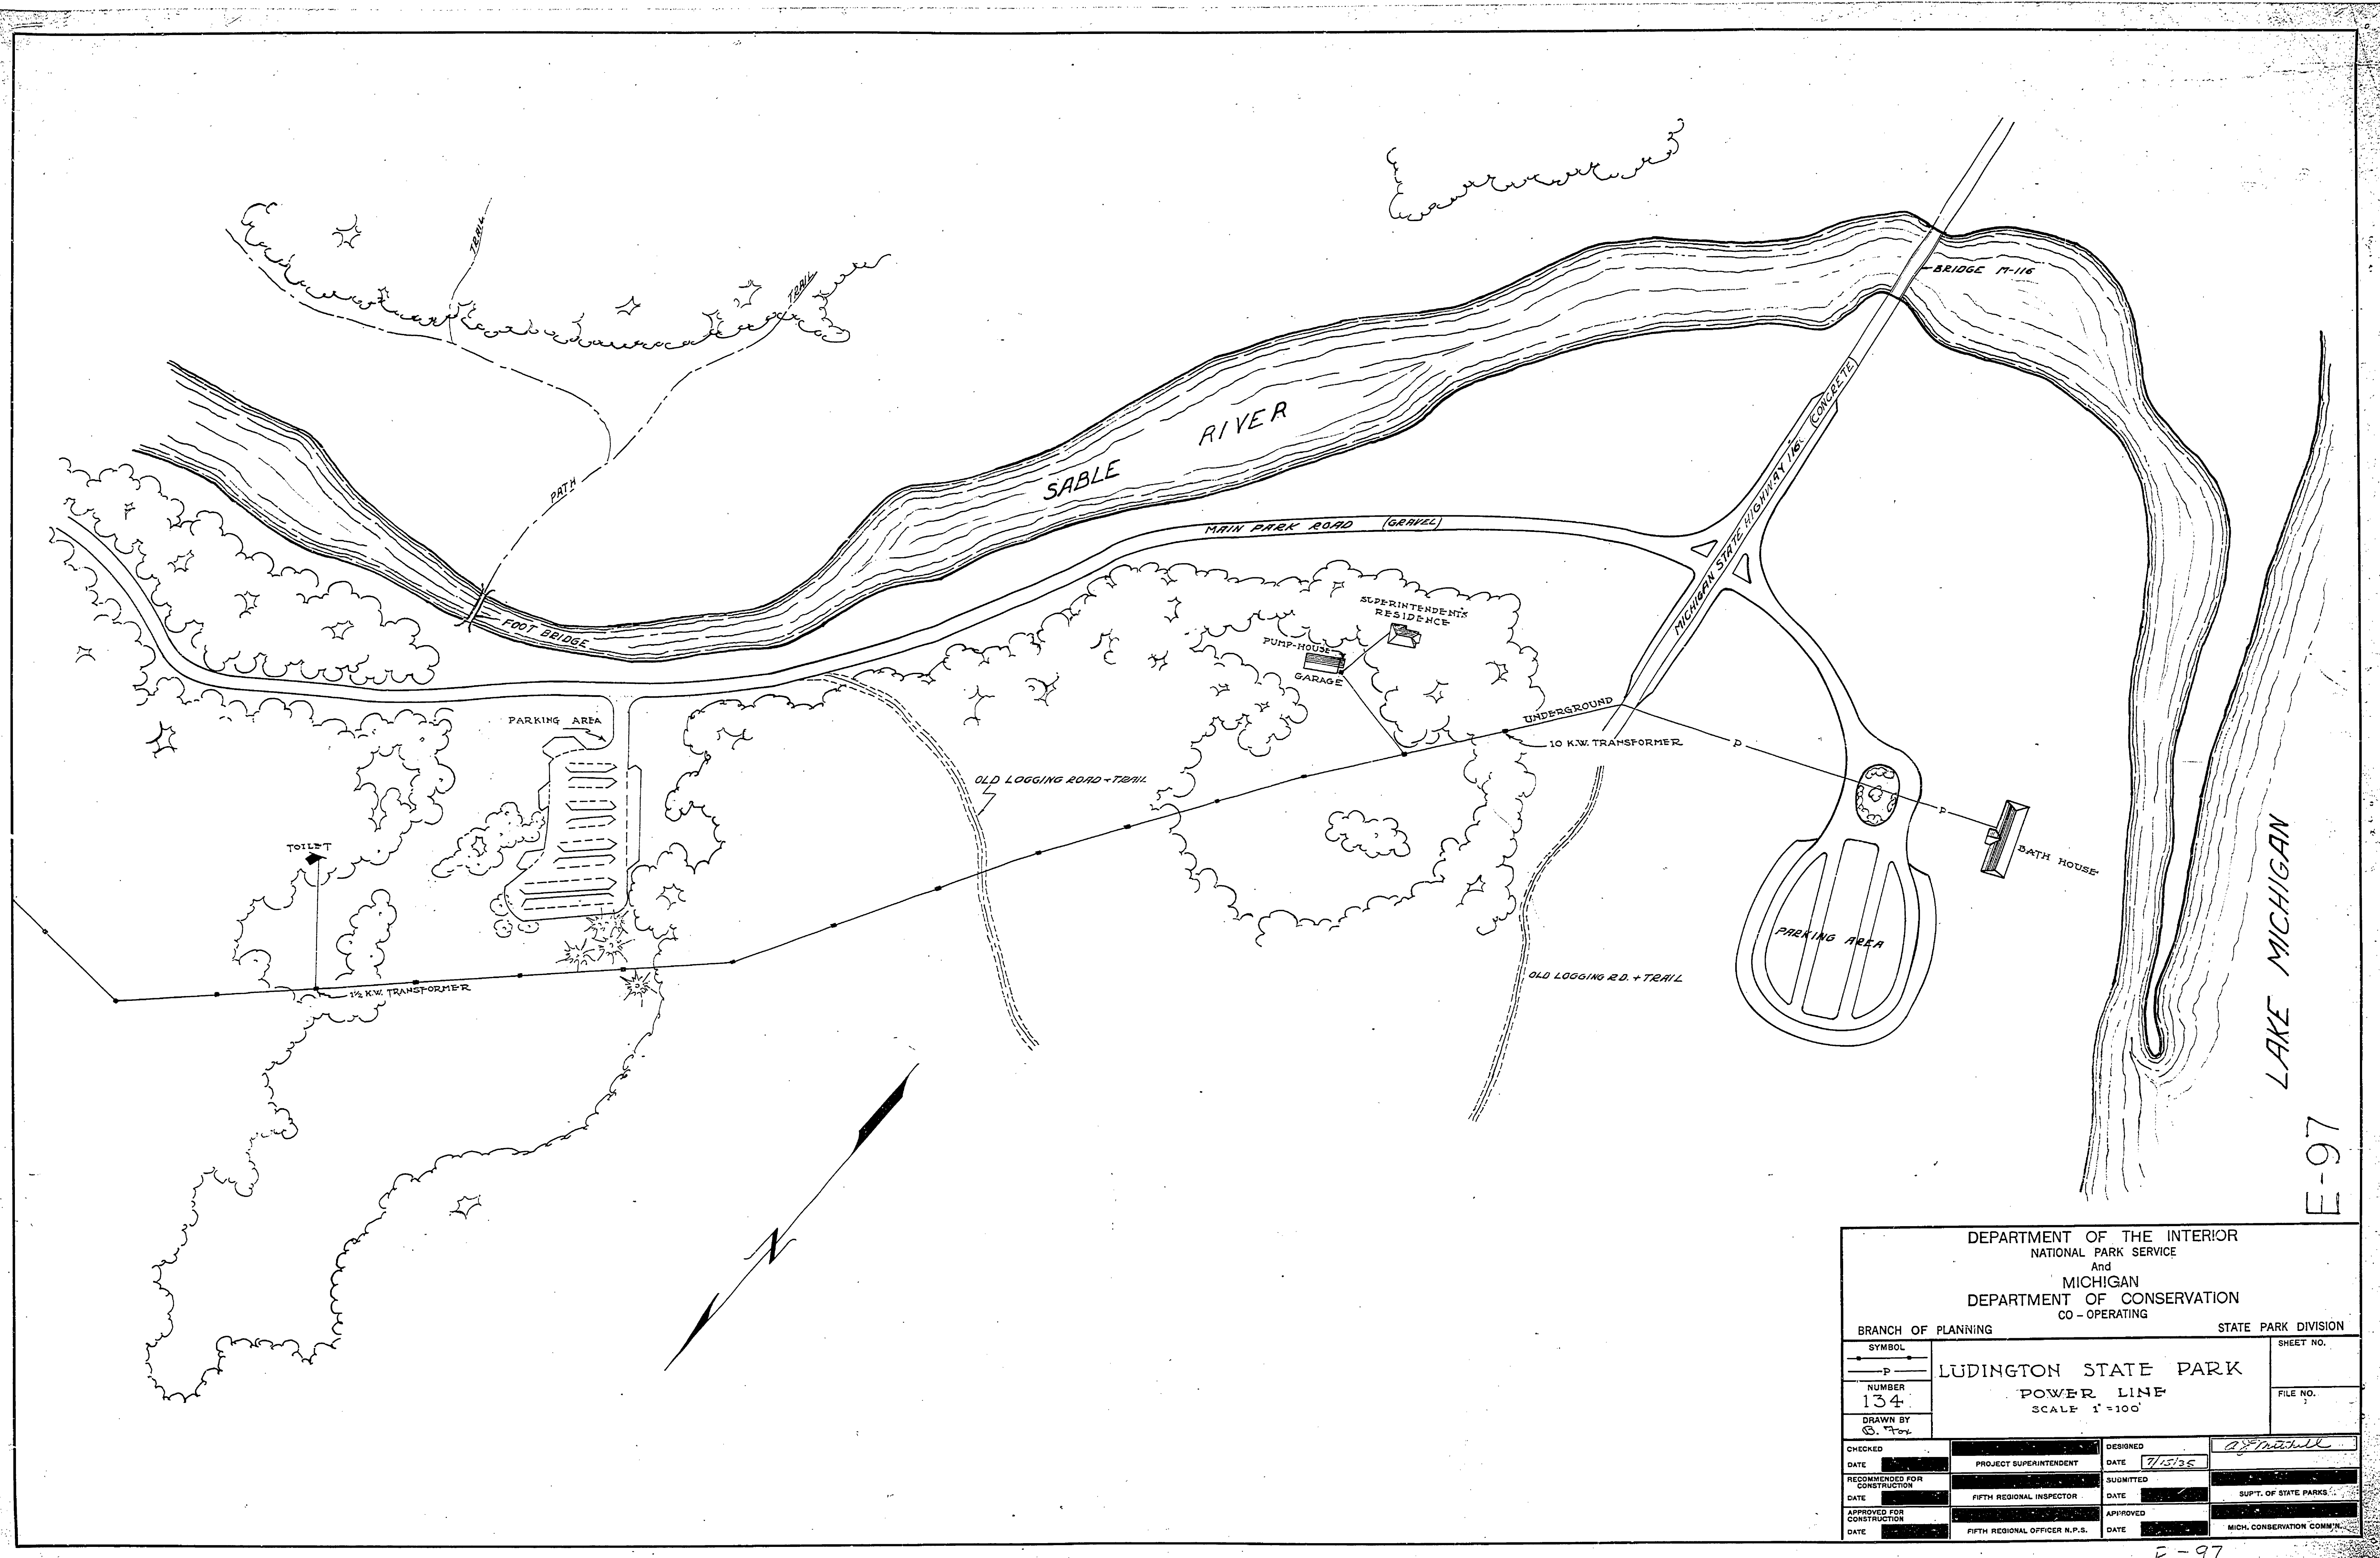 TRAIL
TRAIL
PATH
FOOT BRIDGE
SABLE RIVER
BRIDGE M-116
MICHIGAN STATE HIGHWAY 116 (CONCRETE)
MAIN PARK ROAD (GRAVEL)
SUPERINTENDENT'S
RESIDENCE
PUMP-HOUSE
GARAGE
UNDERGROUND
10 K.W. TRANSFORMER
P
P
PARKING AREA
OLD LOGGING ROAD + TRAIL
TOILET
1½ K.W. TRANSFORMER
BATH HOUSE
PARKING AREA
OLD LOGGING RD. + TRAIL
LAKE MICHIGAN
N
E-97
DEPARTMENT OF THE INTERIOR
NATIONAL PARK SERVICE
And
MICHIGAN
DEPARTMENT OF CONSERVATION
CO-OPERATING
BRANCH OF PLANNING STATE PARK DIVISION
SYMBOL
P
NUMBER
134
DRAWN BY
B. Fox
LUDINGTON STATE PARK
POWER LINE
SCALE 1"=100'
SHEET NO.
FILE NO.
CHECKED
DATE
PROJECT SUPERINTENDENT
DESIGNED
DATE 7/15/35
RECOMMENDED FOR
CONSTRUCTION
DATE
FIFTH REGIONAL INSPECTOR
SUBMITTED
DATE
SUP'T. OF STATE PARKS
APPROVED FOR
CONSTRUCTION
DATE
FIFTH REGIONAL OFFICER N.P.S.
APPROVED
DATE
MICH. CONSERVATION COMM'N.
E-97